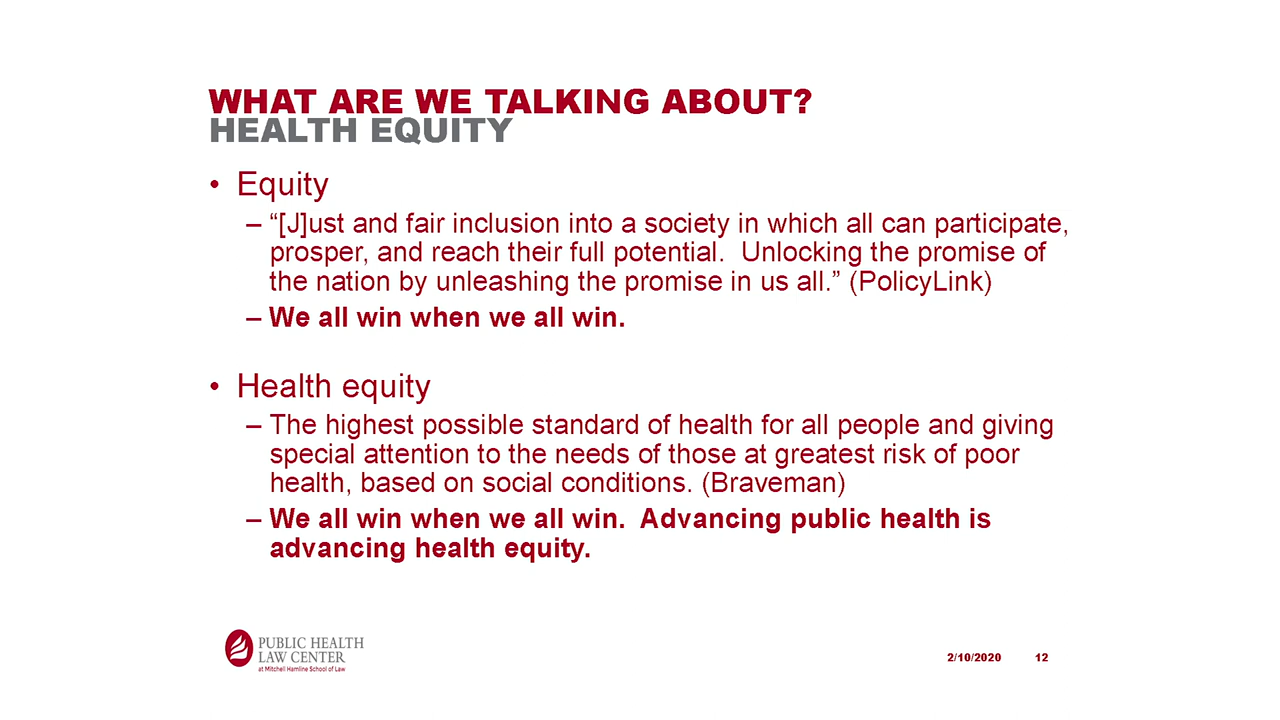 WHAT ARE WE TALKING ABOUT?
HEALTH EQUITY
• Equity
– “[J]ust and fair inclusion into a society in which all can participate,
prosper, and reach their full potential.  Unlocking the promise of
the nation by unleashing the promise in us all.” (PolicyLink)
– We all win when we all win.
• Health equity
– The highest possible standard of health for all people and giving
special attention to the needs of those at greatest risk of poor
health, based on social conditions. (Braveman)
– We all win when we all win.  Advancing public health is
advancing health equity.
PUBLIC HEALTH
LAW CENTER
at Mitchell Hamline School of Law
2/10/2020 12